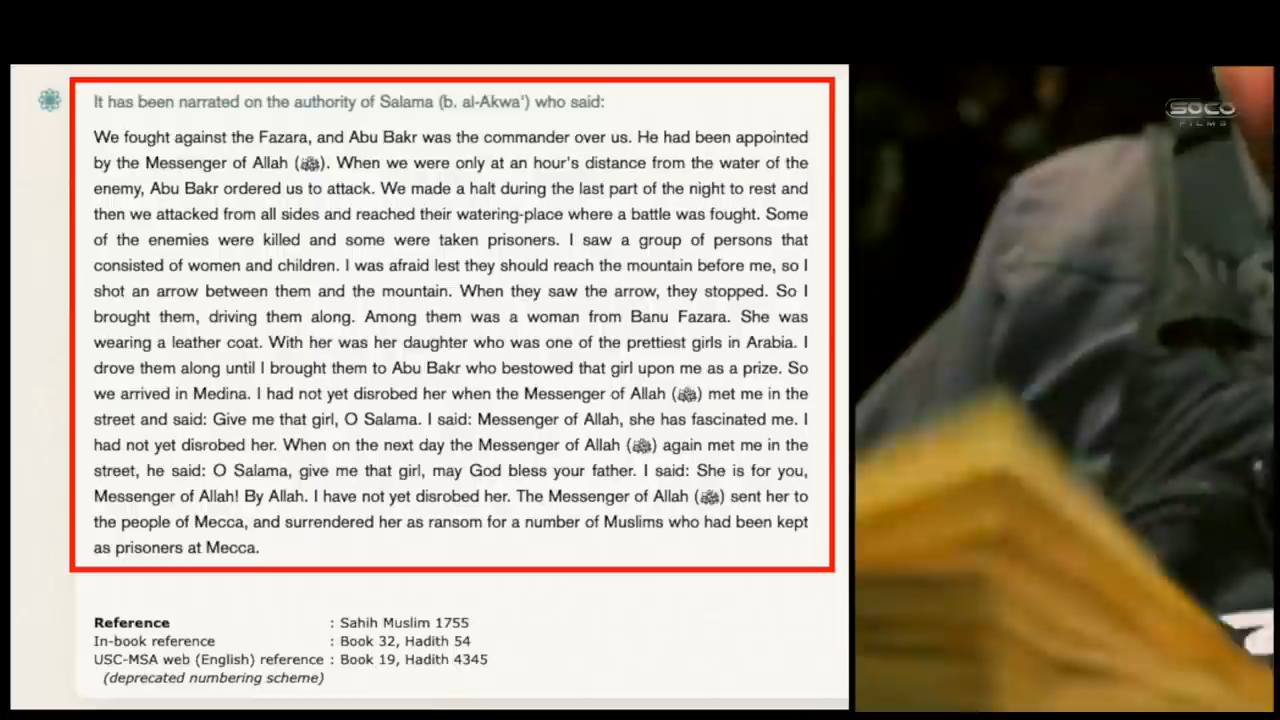 It has been narrated on the authority of Salama (b. al-Akwa') who said:
We fought against the Fazara, and Abu Bakr was the commander over us. He had been appointed
by the Messenger of Allah (ﷺ). When we were only at an hour's distance from the water of the
enemy, Abu Bakr ordered us to attack. We made a halt during the last part of the night to rest and
then we attacked from all sides and reached their watering-place where a battle was fought. Some
of the enemies were killed and some were taken prisoners. I saw a group of persons that
consisted of women and children. I was afraid lest they should reach the mountain before me, so I
shot an arrow between them and the mountain. When they saw the arrow, they stopped. So I
brought them, driving them along. Among them was a woman from Banu Fazara. She was
wearing a leather coat. With her was her daughter who was one of the prettiest girls in Arabia. I
drove them along until I brought them to Abu Bakr who bestowed that girl upon me as a prize. So
we arrived in Medina. I had not yet disrobed her when the Messenger of Allah (ﷺ) met me in the
street and said: Give me that girl, O Salama. I said: Messenger of Allah, she has fascinated me. I
had not yet disrobed her. When on the next day the Messenger of Allah (ﷺ) again met me in the
street, he said: O Salama, give me that girl, may God bless your father. I said: She is for you,
Messenger of Allah! By Allah. I have not yet disrobed her. The Messenger of Allah (ﷺ) sent her to
the people of Mecca, and surrendered her as ransom for a number of Muslims who had been kept
as prisoners at Mecca.
Reference : Sahih Muslim 1755
In-book reference : Book 32, Hadith 54
USC-MSA web (English) reference : Book 19, Hadith 4345
(deprecated numbering scheme)
SOCO
FILMS